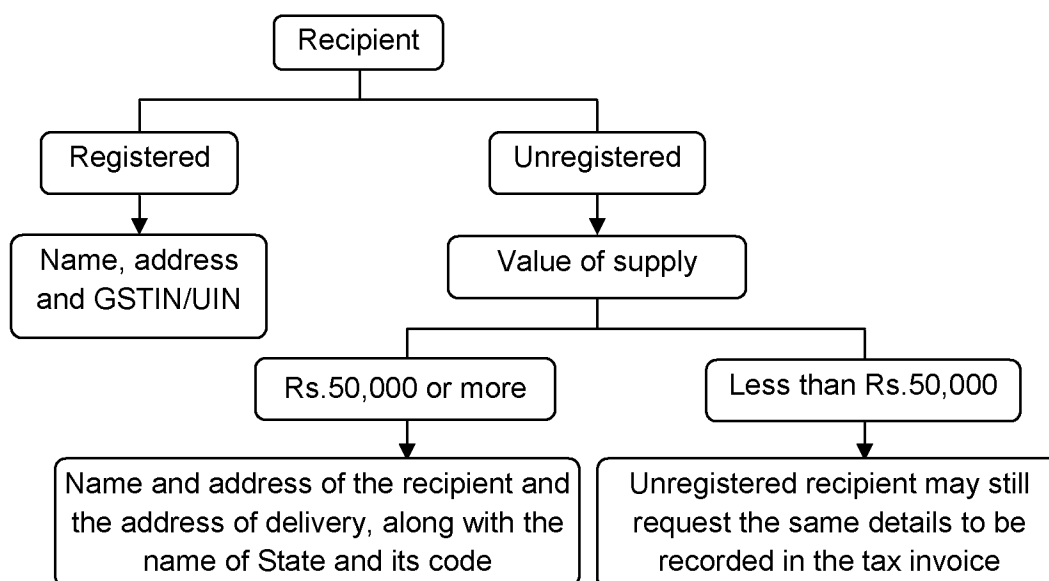 Recipient
Registered
Unregistered
Name, address
and GSTIN/UIN
Value of supply
Rs.50,000 or more
Less than Rs.50,000
Name and address of the recipient and
the address of delivery, along with the
name of State and its code
Unregistered recipient may still
request the same details to be
recorded in the tax invoice